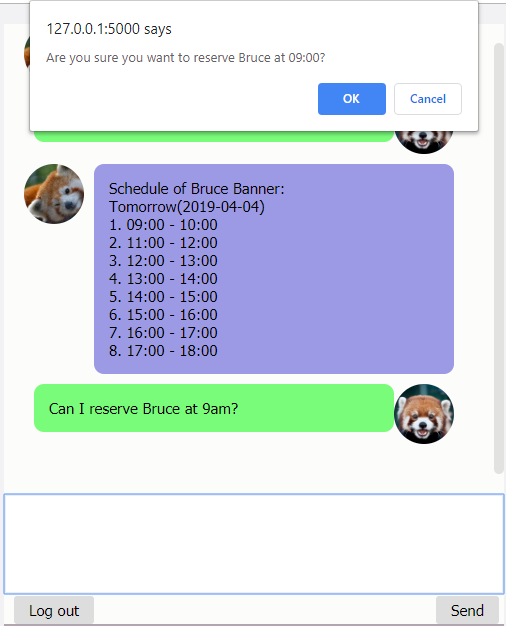 127.0.0.1:5000 says
Are you sure you want to reserve Bruce at 09:00?
OK
Cancel
Schedule of Bruce Banner:
Tomorrow(2019-04-04)
1. 09:00 - 10:00
2. 11:00 - 12:00
3. 12:00 - 13:00
4. 13:00 - 14:00
5. 14:00 - 15:00
6. 15:00 - 16:00
7. 16:00 - 17:00
8. 17:00 - 18:00
Can I reserve Bruce at 9am?
Log out
Send